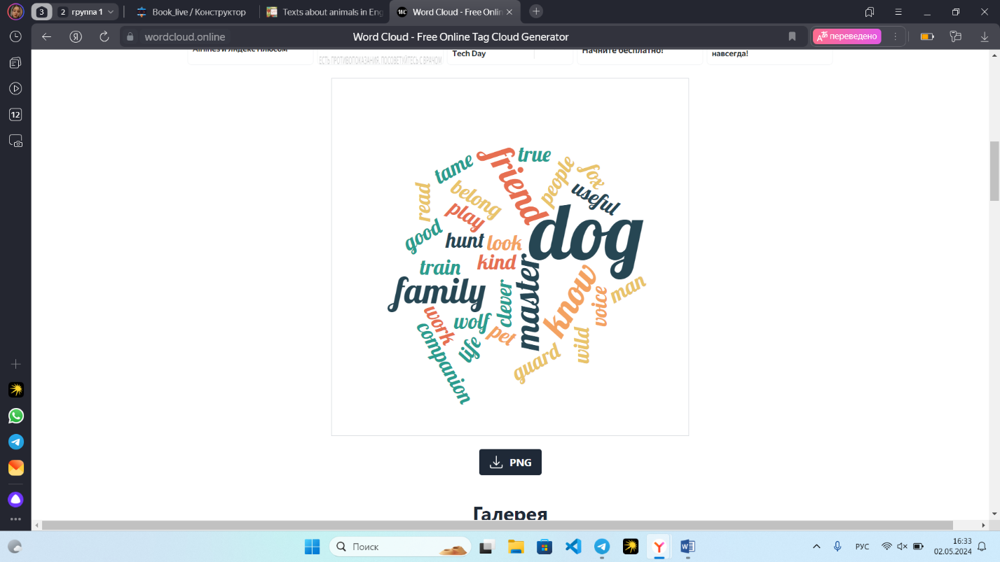 3
2 группа 1
Book_live / Конструктор
Texts about animals in Eng
Word Cloud - Free Onlin
wordcloud.online
Word Cloud - Free Online Tag Cloud Generator
переведено
12
Airlines и Яндекс Плюсом
ЕСТЬ ПРОТИВОПОКАЗАНИЯ. ПОСОВЕТУЙТЕСЬ С ВРАЧОМ
Tech Day
Начните бесплатно!
навсегда!
friend
true
tame
people
fox
belong
read
useful
play
dog
good
hunt
look
kind
train
master
family
know
man
clever
voice
work
wolf
pet
wild
companion
life
guard
PNG
Галерея
Поиск
РУС
16:33
02.05.2024